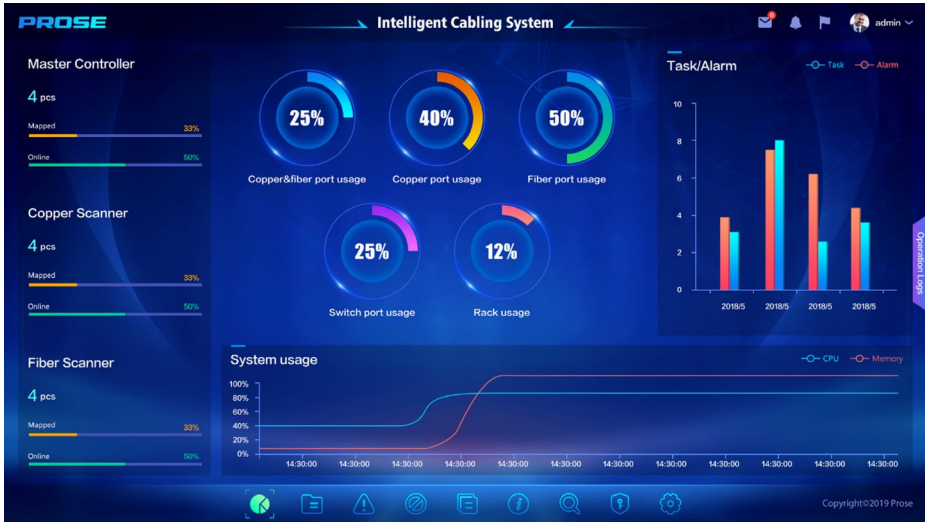 PROSE
Intelligent Cabling System
admin
Master Controller
4 pcs
Mapped
33%
Online
50%
Copper Scanner
4 pcs
Mapped
33%
Online
50%
Fiber Scanner
4 pcs
Mapped
33%
Online
50%
25%
40%
50%
Copper&fiber port usage
Copper port usage
Fiber port usage
25%
12%
Switch port usage
Rack usage
Task/Alarm
Task
Alarm
10
8
6
4
2
0
2018/5 2018/5 2018/5 2018/5
Operation Logs
System usage
CPU
Memory
100%
80%
60%
40%
20%
0%
14:30:00 14:30:00 14:30:00 14:30:00 14:30:00 14:30:00 14:30:00 14:30:00 14:30:00 14:30:00 14:30:00 14:30:00
Copyright©2019 Prose